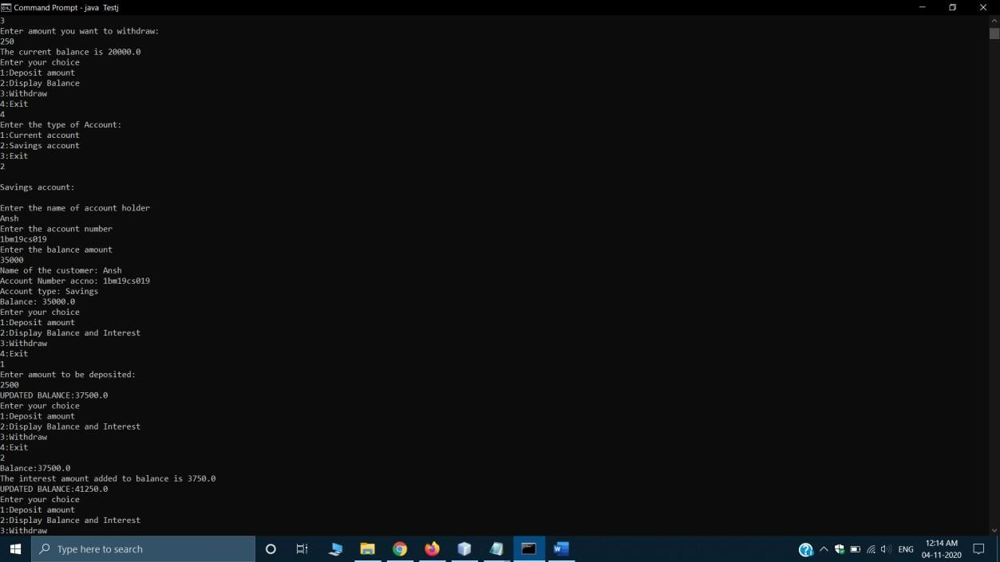 Command Prompt - java  Testj
3
Enter amount you want to withdraw:
250
The current balance is 20000.0
Enter your choice
1:Deposit amount
2:Display Balance
3:Withdraw
4:Exit
4
Enter the type of Account:
1:Current account
2:Savings account
3:Exit
2
Savings account:
Enter the name of account holder
Ansh
Enter the account number
1bm19cs019
Enter the balance amount
35000
Name of the customer: Ansh
Account Number accno: 1bm19cs019
Account type: Savings
Balance: 35000.0
Enter your choice
1:Deposit amount
2:Display Balance and Interest
3:Withdraw
4:Exit
1
Enter amount to be deposited:
2500
UPDATED BALANCE:37500.0
Enter your choice
1:Deposit amount
2:Display Balance and Interest
3:Withdraw
4:Exit
2
Balance:37500.0
The interest amount added to balance is 3750.0
UPDATED BALANCE:41250.0
Enter your choice
1:Deposit amount
2:Display Balance and Interest
3:Withdraw
Type here to search
ENG
12:14 AM
04-11-2020